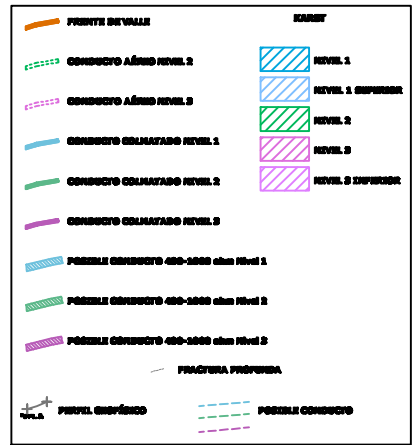 FRENTE DE VALLE
CONDUCTO AÉREO NIVEL 2
CONDUCTO AÉREO NIVEL 3
CONDUCTO COLMATADO NIVEL 1
CONDUCTO COLMATADO NIVEL 2
CONDUCTO COLMATADO NIVEL 3
POSIBLE CONDUCTO 400-1000 ohm Nivel 1
POSIBLE CONDUCTO 400-1000 ohm Nivel 2
POSIBLE CONDUCTO 400-1000 ohm Nivel 3
FRACTURA PROFUNDA
PERFIL GEOFÍSICO
POSIBLE CONDUCTO
KARST
NIVEL 1
NIVEL 1 SUPERIOR
NIVEL 2
NIVEL 3
NIVEL 3 INFERIOR